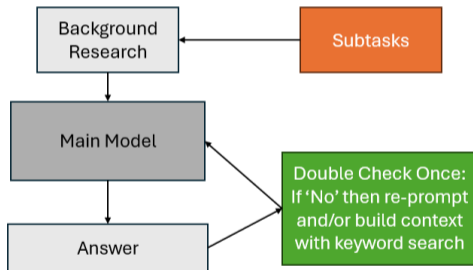 Background
Research
Subtasks
Main Model
Double Check Once:
If ‘No’ then re-prompt
and/or build context
with keyword search
Answer